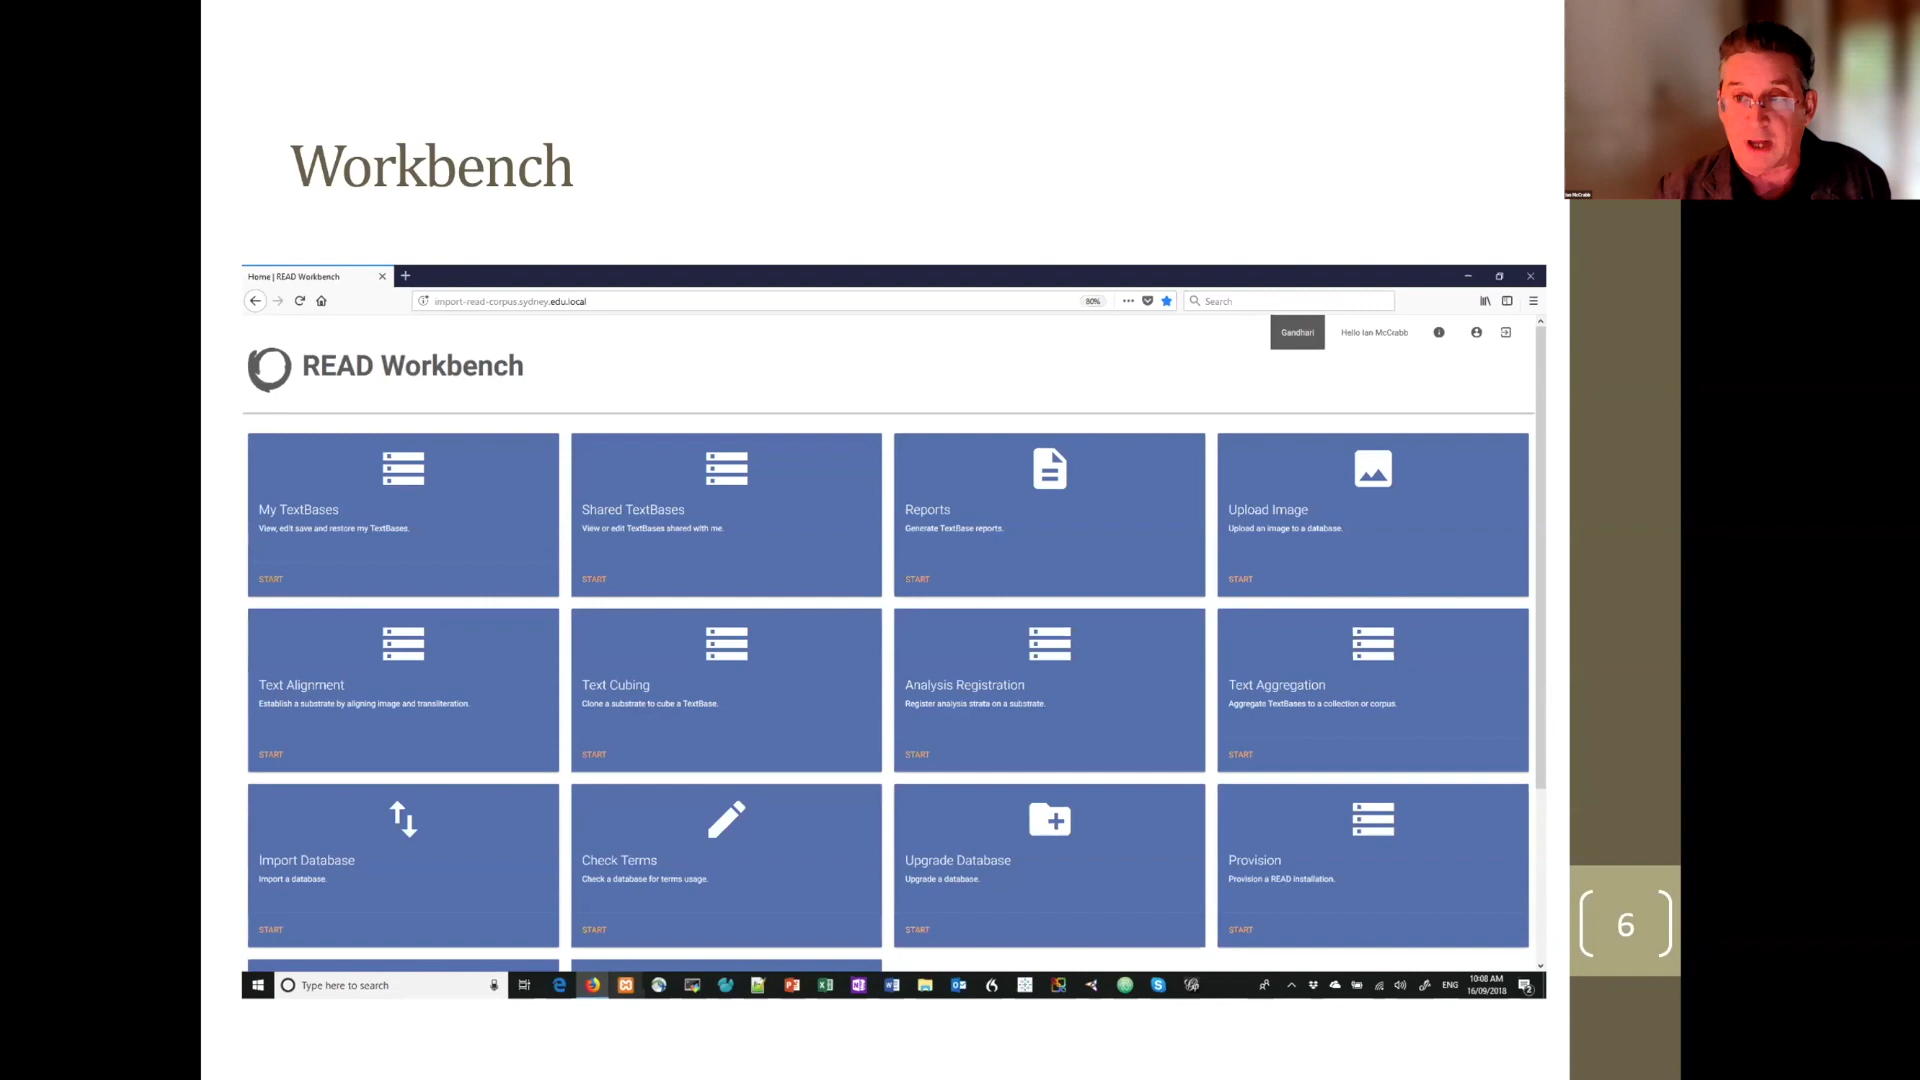 Workbench
Ian McCrabb
Home | READ Workbench
import-read-corpus.sydney.edu.local
80%
Search
Gandhari
Hello Ian McCrabb
READ Workbench
My TextBases
View, edit save and restore my TextBases.
START
Shared TextBases
View or edit TextBases shared with me.
START
Reports
Generate TextBase reports.
START
Upload Image
Upload an image to a database.
START
Text Alignment
Establish a substrate by aligning image and transliteration.
START
Text Cubing
Clone a substrate to cube a TextBase.
START
Analysis Registration
Register analysis strata on a substrate.
START
Text Aggregation
Aggregate TextBases to a collection or corpus.
START
Import Database
Import a database.
START
Check Terms
Check a database for terms usage.
START
Upgrade Database
Upgrade a database.
START
Provision
Provision a READ installation.
START
6
Type here to search
ENG
10:08 AM
16/09/2018
2